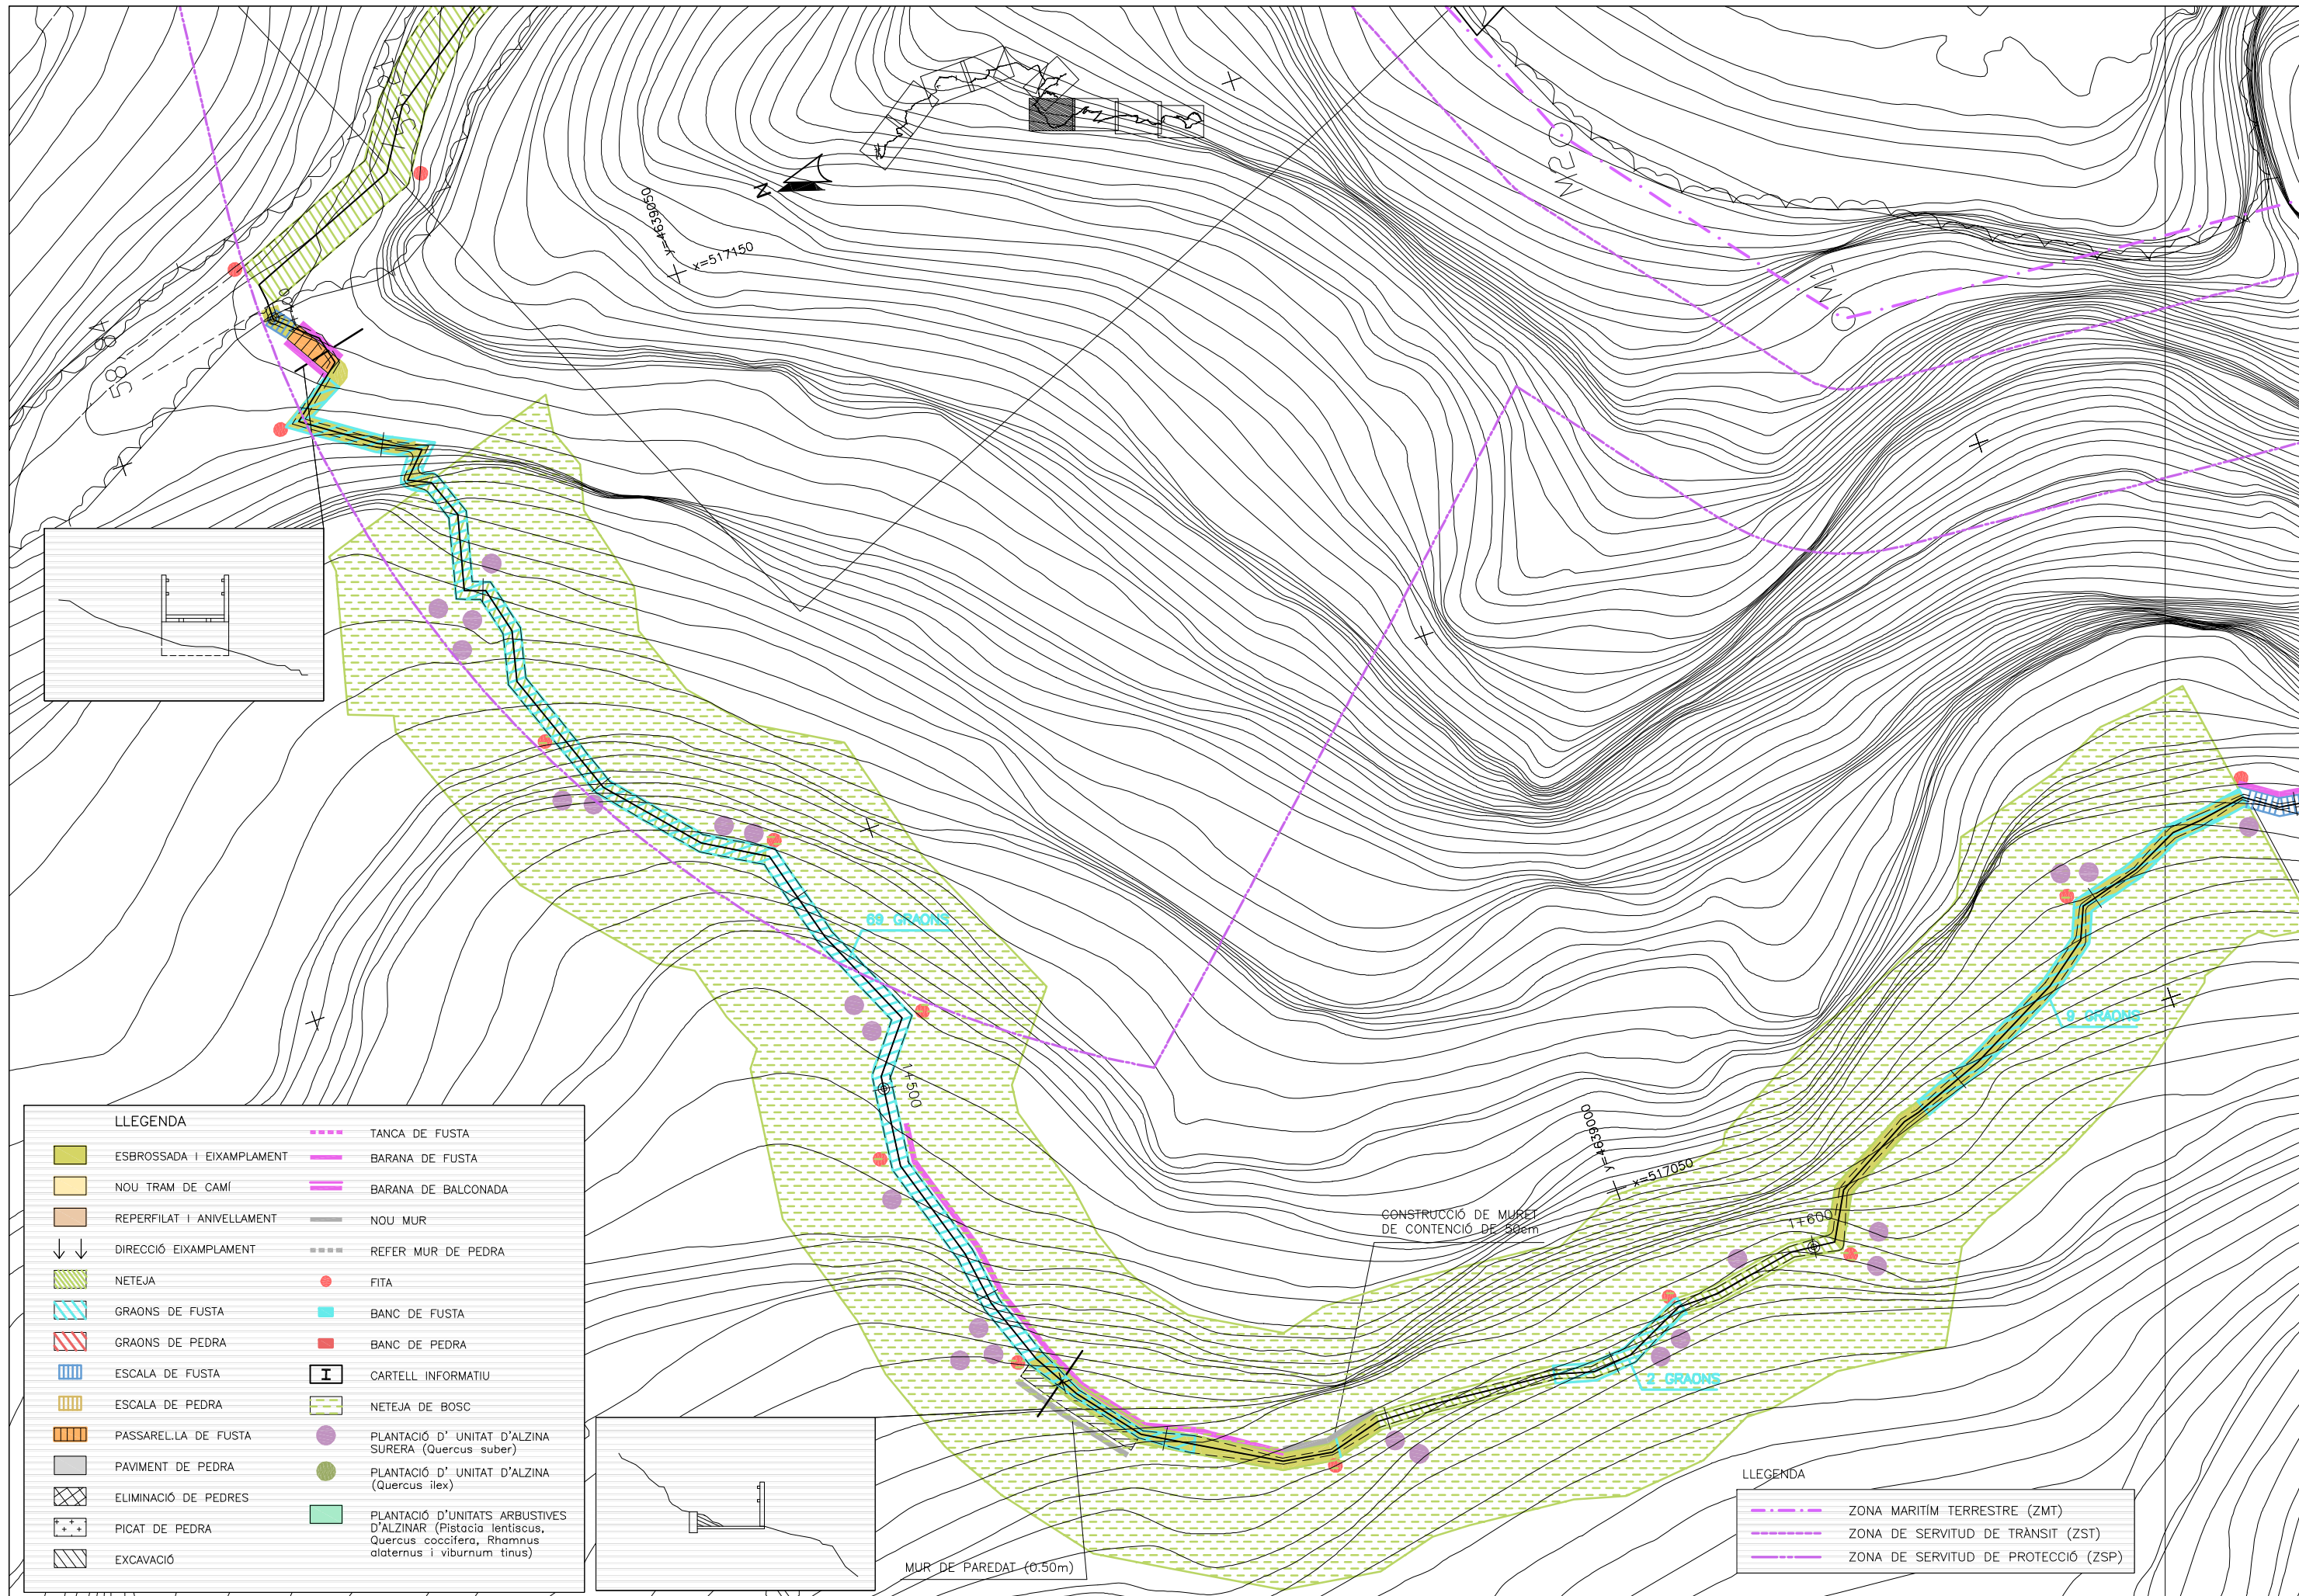 N
y=4639050
x=517150
M-2
M-1
8 A
5B
69 GRAONS
1+500
9 GRAONS
y=4639000
x=517050
CONSTRUCCIÓ DE MURET
DE CONTENCIÓ DE 50cm
1+600
2 GRAONS
MUR DE PAREDAT (0.50m)
LLEGENDA
ESBROSSADA I EIXAMPLAMENT
NOU TRAM DE CAMÍ
REPERFILAT I ANIVELLAMENT
DIRECCIÓ EIXAMPLAMENT
NETEJA
GRAONS DE FUSTA
GRAONS DE PEDRA
ESCALA DE FUSTA
ESCALA DE PEDRA
PASSAREL.LA DE FUSTA
PAVIMENT DE PEDRA
ELIMINACIÓ DE PEDRES
PICAT DE PEDRA
EXCAVACIÓ
TANCA DE FUSTA
BARANA DE FUSTA
BARANA DE BALCONADA
NOU MUR
REFER MUR DE PEDRA
FITA
BANC DE FUSTA
BANC DE PEDRA
I CARTELL INFORMATIU
NETEJA DE BOSC
PLANTACIÓ D' UNITAT D'ALZINA
SURERA (Quercus suber)
PLANTACIÓ D' UNITAT D'ALZINA
(Quercus ilex)
PLANTACIÓ D'UNITATS ARBUSTIVES
D'ALZINAR (Pistacia lentiscus,
Quercus coccifera, Rhamnus
alaternus i viburnum tinus)
LLEGENDA
ZONA MARITÍM TERRESTRE (ZMT)
ZONA DE SERVITUD DE TRÀNSIT (ZST)
ZONA DE SERVITUD DE PROTECCIÓ (ZSP)